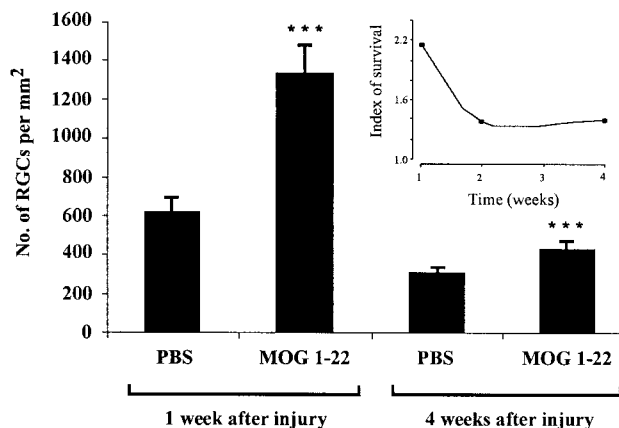 1600
1400
1200
1000
800
600
400
200
0
No. of RGCs per mm²
***
***
PBS
MOG 1-22
PBS
MOG 1-22
1 week after injury
4 weeks after injury
2.2
1.6
1.0
Index of survival
1
2
3
4
Time (weeks)